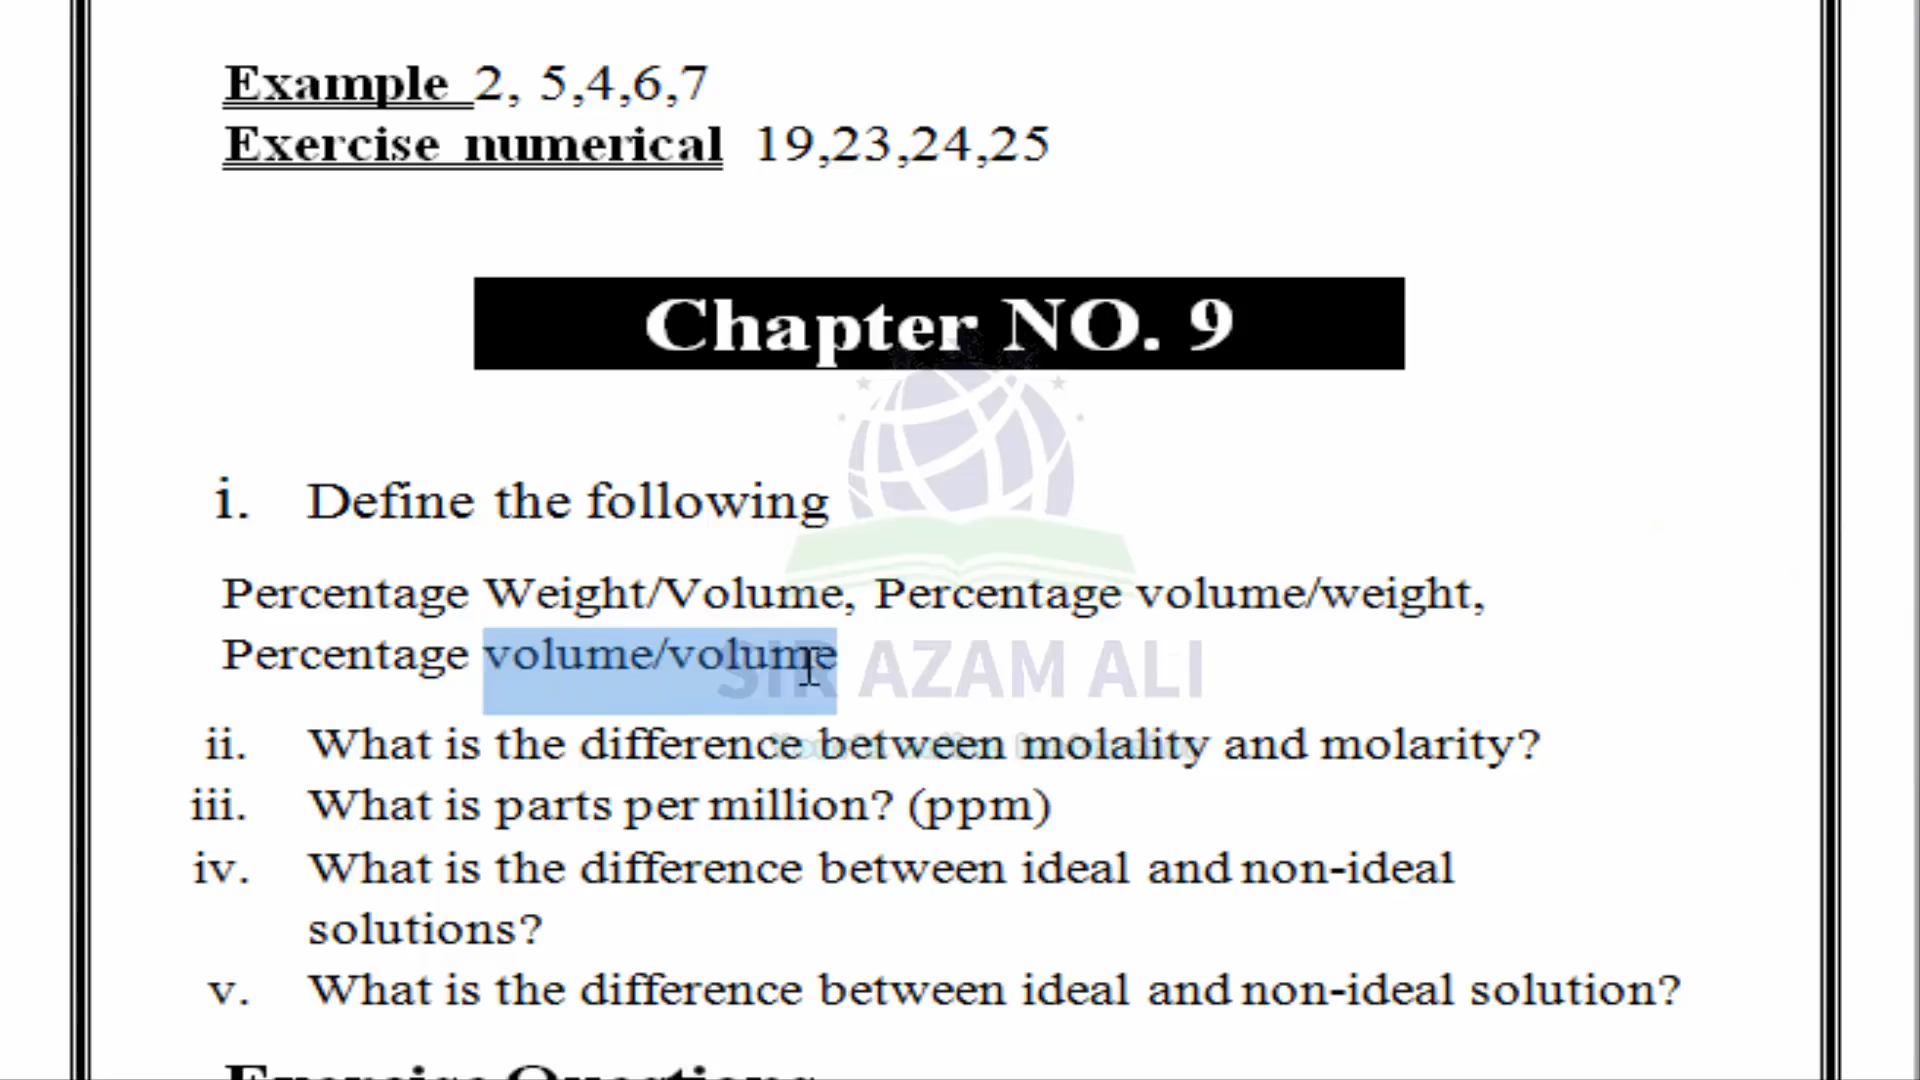 Example 2, 5,4,6,7
Exercise numerical 19,23,24,25
Chapter NO. 9
i. Define the following
Percentage Weight/Volume, Percentage volume/weight,
Percentage volume/volume
SIR AZAM ALI
ii. What is the difference between molality and molarity?
iii. What is parts per million? (ppm)
iv. What is the difference between ideal and non-ideal
solutions?
v. What is the difference between ideal and non-ideal solution?
Exercise Questions